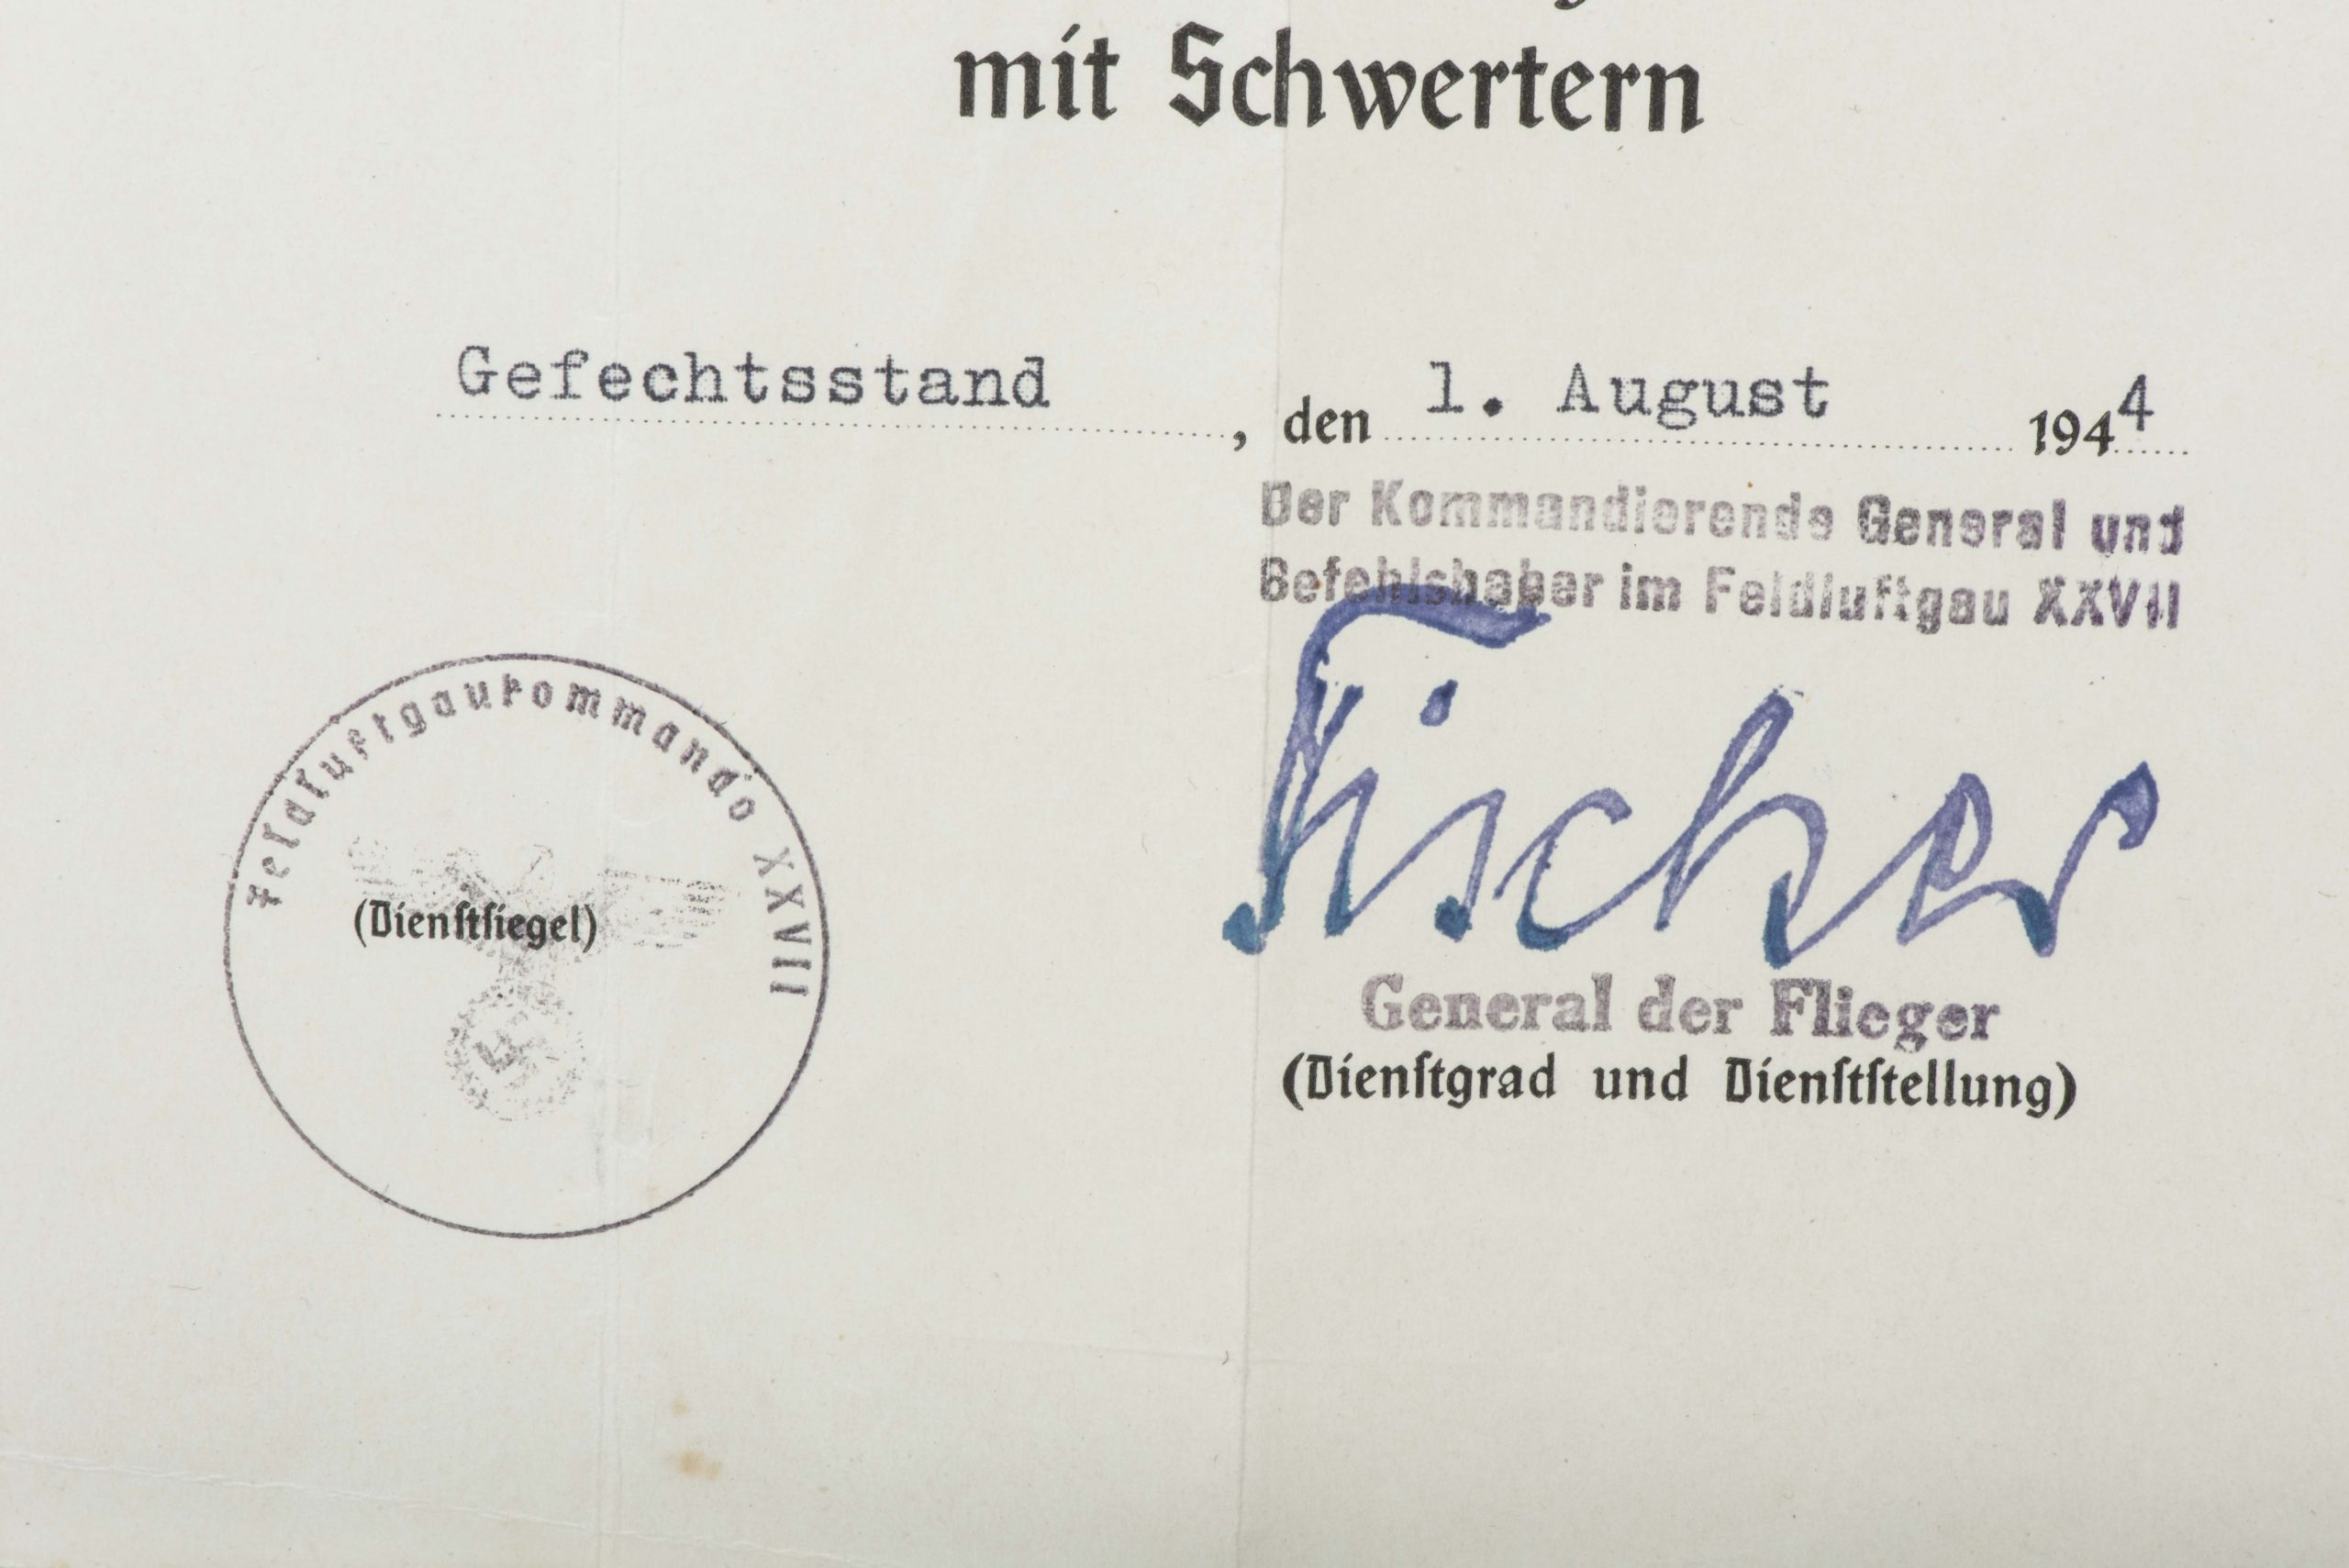 mit Schwertern
Gefechtsstand, den 1. August 1944
Der Kommandierende General und
Befehlshaber im Feldluftgau XXVII
Feldluftgaukommando XXVII
(Dienſtſiegel)
Fischer
General der Flieger
(Dienſtgrad und Dienſtſtellung)